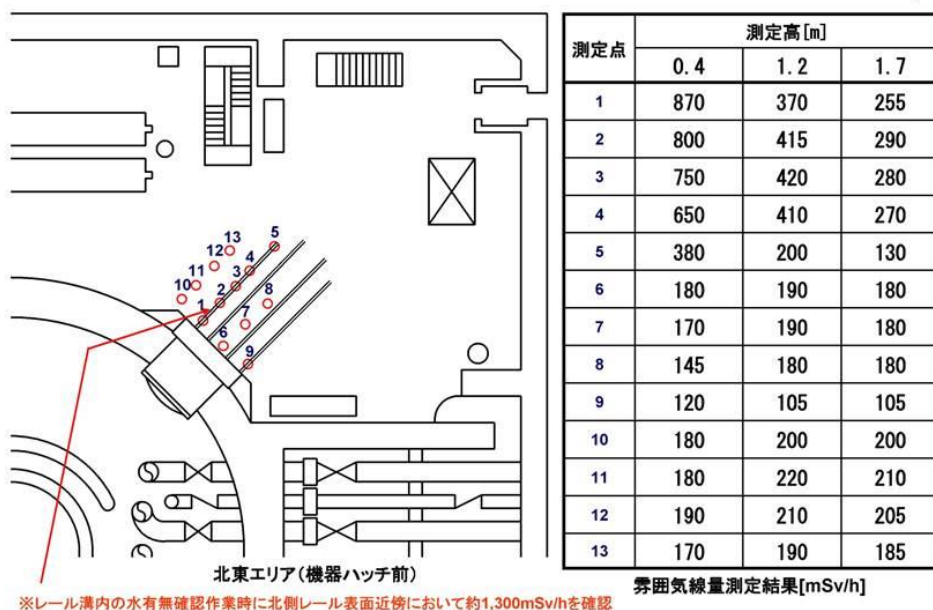 測定点 測定高[m]
0.4 1.2 1.7
1 870 370 255
2 800 415 290
3 750 420 280
4 650 410 270
5 380 200 130
6 180 190 180
7 170 190 180
8 145 180 180
9 120 105 105
10 180 200 200
11 180 220 210
12 190 210 205
13 170 190 185
雰囲気線量測定結果[mSv/h]
5
13
12 4
11 3
10 2 8
1 7
6
9
北東エリア(機器ハッチ前)
※レール溝内の水有無確認作業時に北側レール表面近傍において約1,300mSv/hを確認